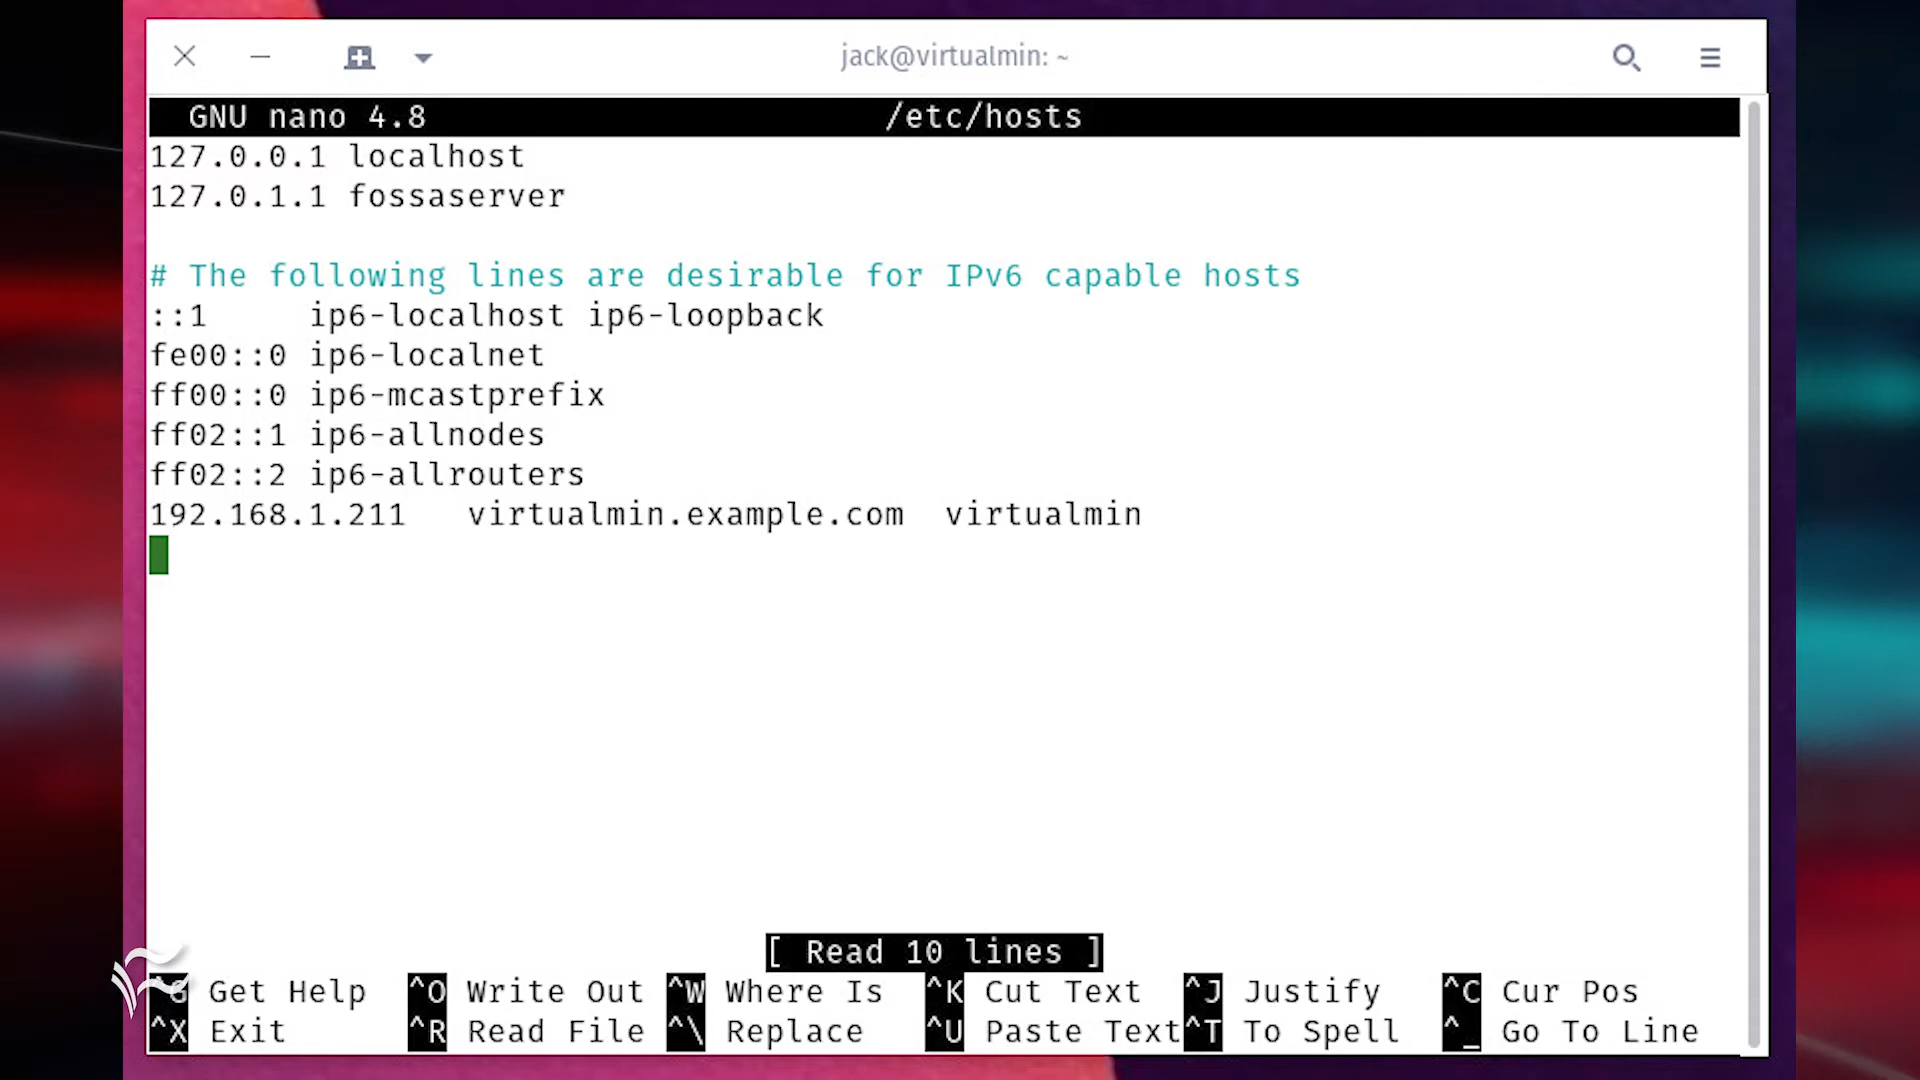 jack@virtualmin: ~
GNU nano 4.8 /etc/hosts
127.0.0.1 localhost
127.0.1.1 fossaserver
# The following lines are desirable for IPv6 capable hosts
::1     ip6-localhost ip6-loopback
fe00::0 ip6-localnet
ff00::0 ip6-mcastprefix
ff02::1 ip6-allnodes
ff02::2 ip6-allrouters
192.168.1.211   virtualmin.example.com  virtualmin
[ Read 10 lines ]
^G Get Help ^O Write Out ^W Where Is ^K Cut Text ^J Justify ^C Cur Pos
^X Exit ^R Read File ^\ Replace ^U Paste Text ^T To Spell ^_ Go To Line